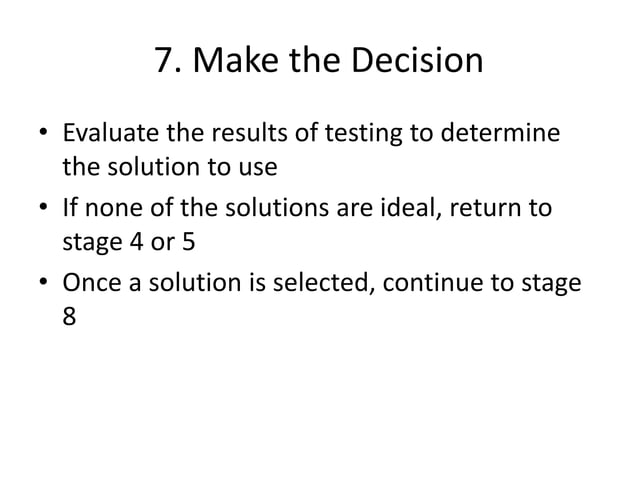 7. Make the Decision
• Evaluate the results of testing to determine
the solution to use
• If none of the solutions are ideal, return to
stage 4 or 5
• Once a solution is selected, continue to stage
8